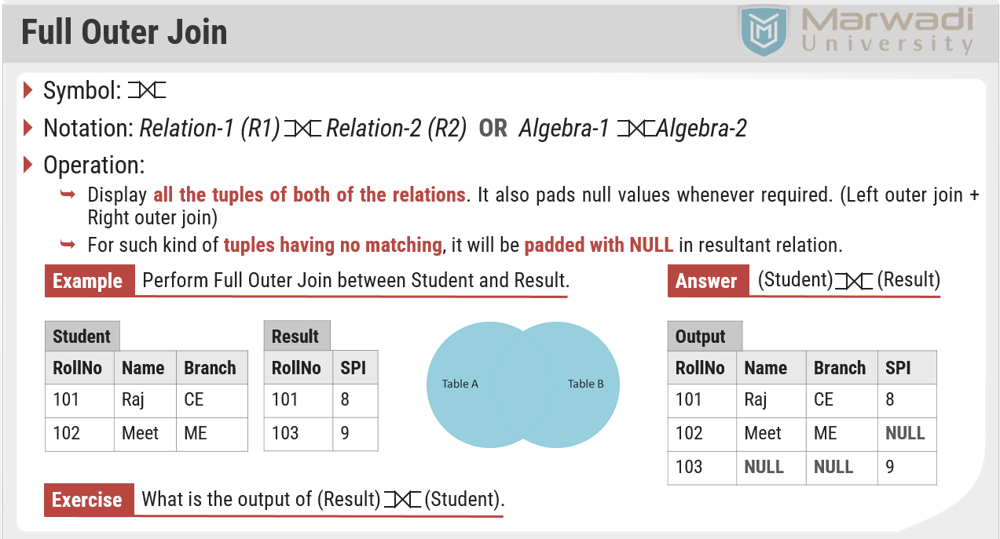 Full Outer Join
Marwadi
University
Symbol: ⟗
Notation: Relation-1 (R1) ⟗ Relation-2 (R2) OR Algebra-1 ⟗ Algebra-2
Operation:
Display all the tuples of both of the relations. It also pads null values whenever required. (Left outer join +
Right outer join)
For such kind of tuples having no matching, it will be padded with NULL in resultant relation.
Example Perform Full Outer Join between Student and Result.
Answer (Student) ⟗ (Result)
Student
RollNo Name Branch
101 Raj CE
102 Meet ME
Result
RollNo SPI
101 8
103 9
Table A
Table B
Output
RollNo Name Branch SPI
101 Raj CE 8
102 Meet ME NULL
103 NULL NULL 9
Exercise What is the output of (Result) ⟗ (Student).